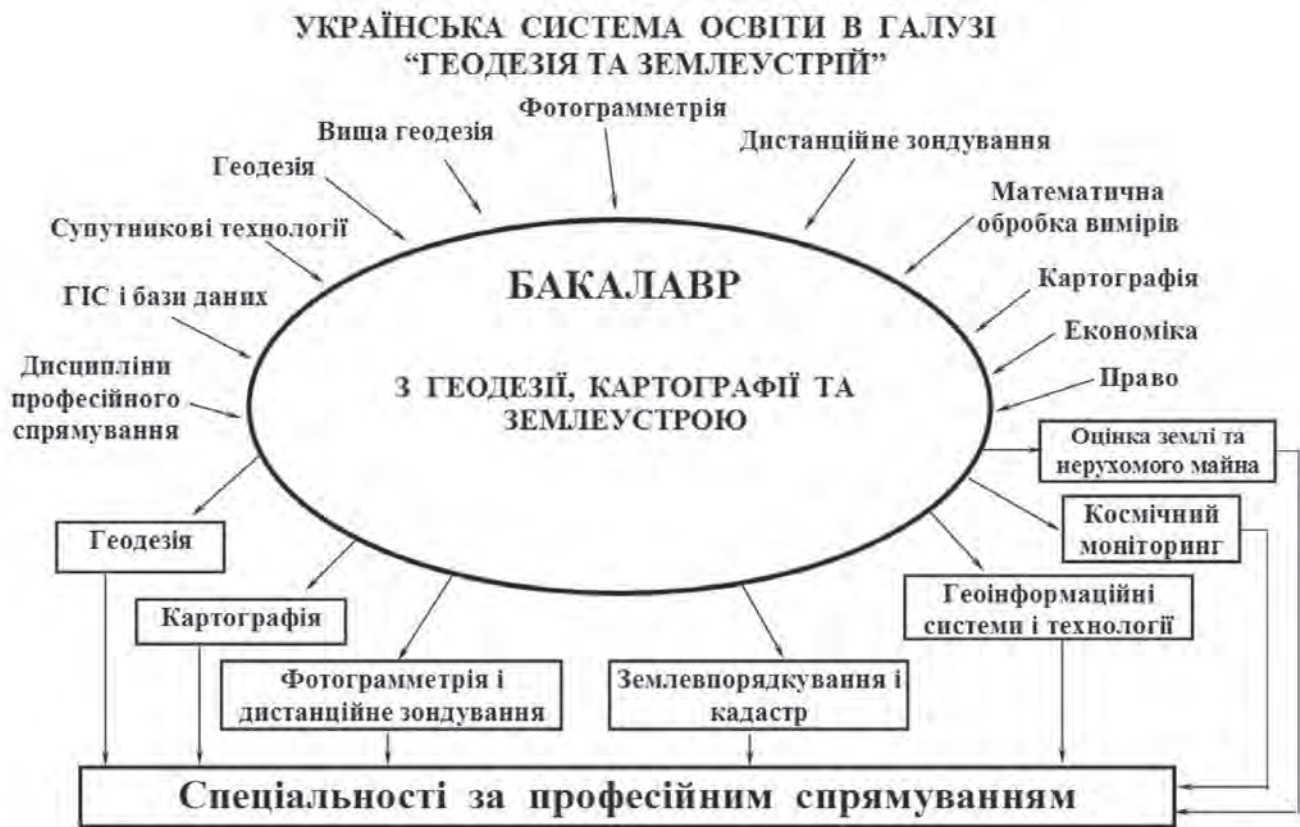 УКРАЇНСЬКА СИСТЕМА ОСВІТИ В ГАЛУЗІ
“ГЕОДЕЗІЯ ТА ЗЕМЛЕУСТРІЙ”
Фотограмметрія
Виша геодезія
Дистанційне зондування
Геодезія
Математична
обробка вимірів
Супутникові технології
Картографія
ГІС і бази даних
Економіка
Дисципліни
професійного
спрямування
Право
БАКАЛАВР
З ГЕОДЕЗІЇ, КАРТОГРАФІЇ ТА
ЗЕМЛЕУСТРОЮ
Оцінка землі та
нерухомого майна
Космічний
моніторинг
Геодезія
Геоінформаційні
системи і технології
Картографія
Фотограмметрія і
дистанційне зондування
Землевпорядкування і
кадастр
Спеціальності за професійним спрямуванням